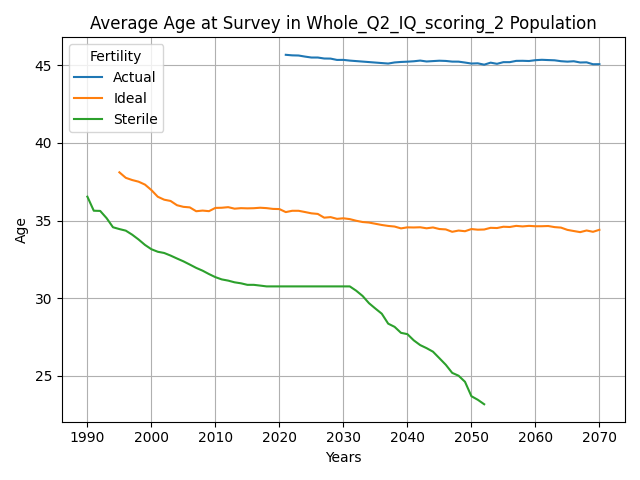 Average Age at Survey in Whole_Q2_IQ_scoring_2 Population
Fertility
Actual
Ideal
Sterile
Age
45
40
35
30
25
1990 2000 2010 2020 2030 2040 2050 2060 2070
Years